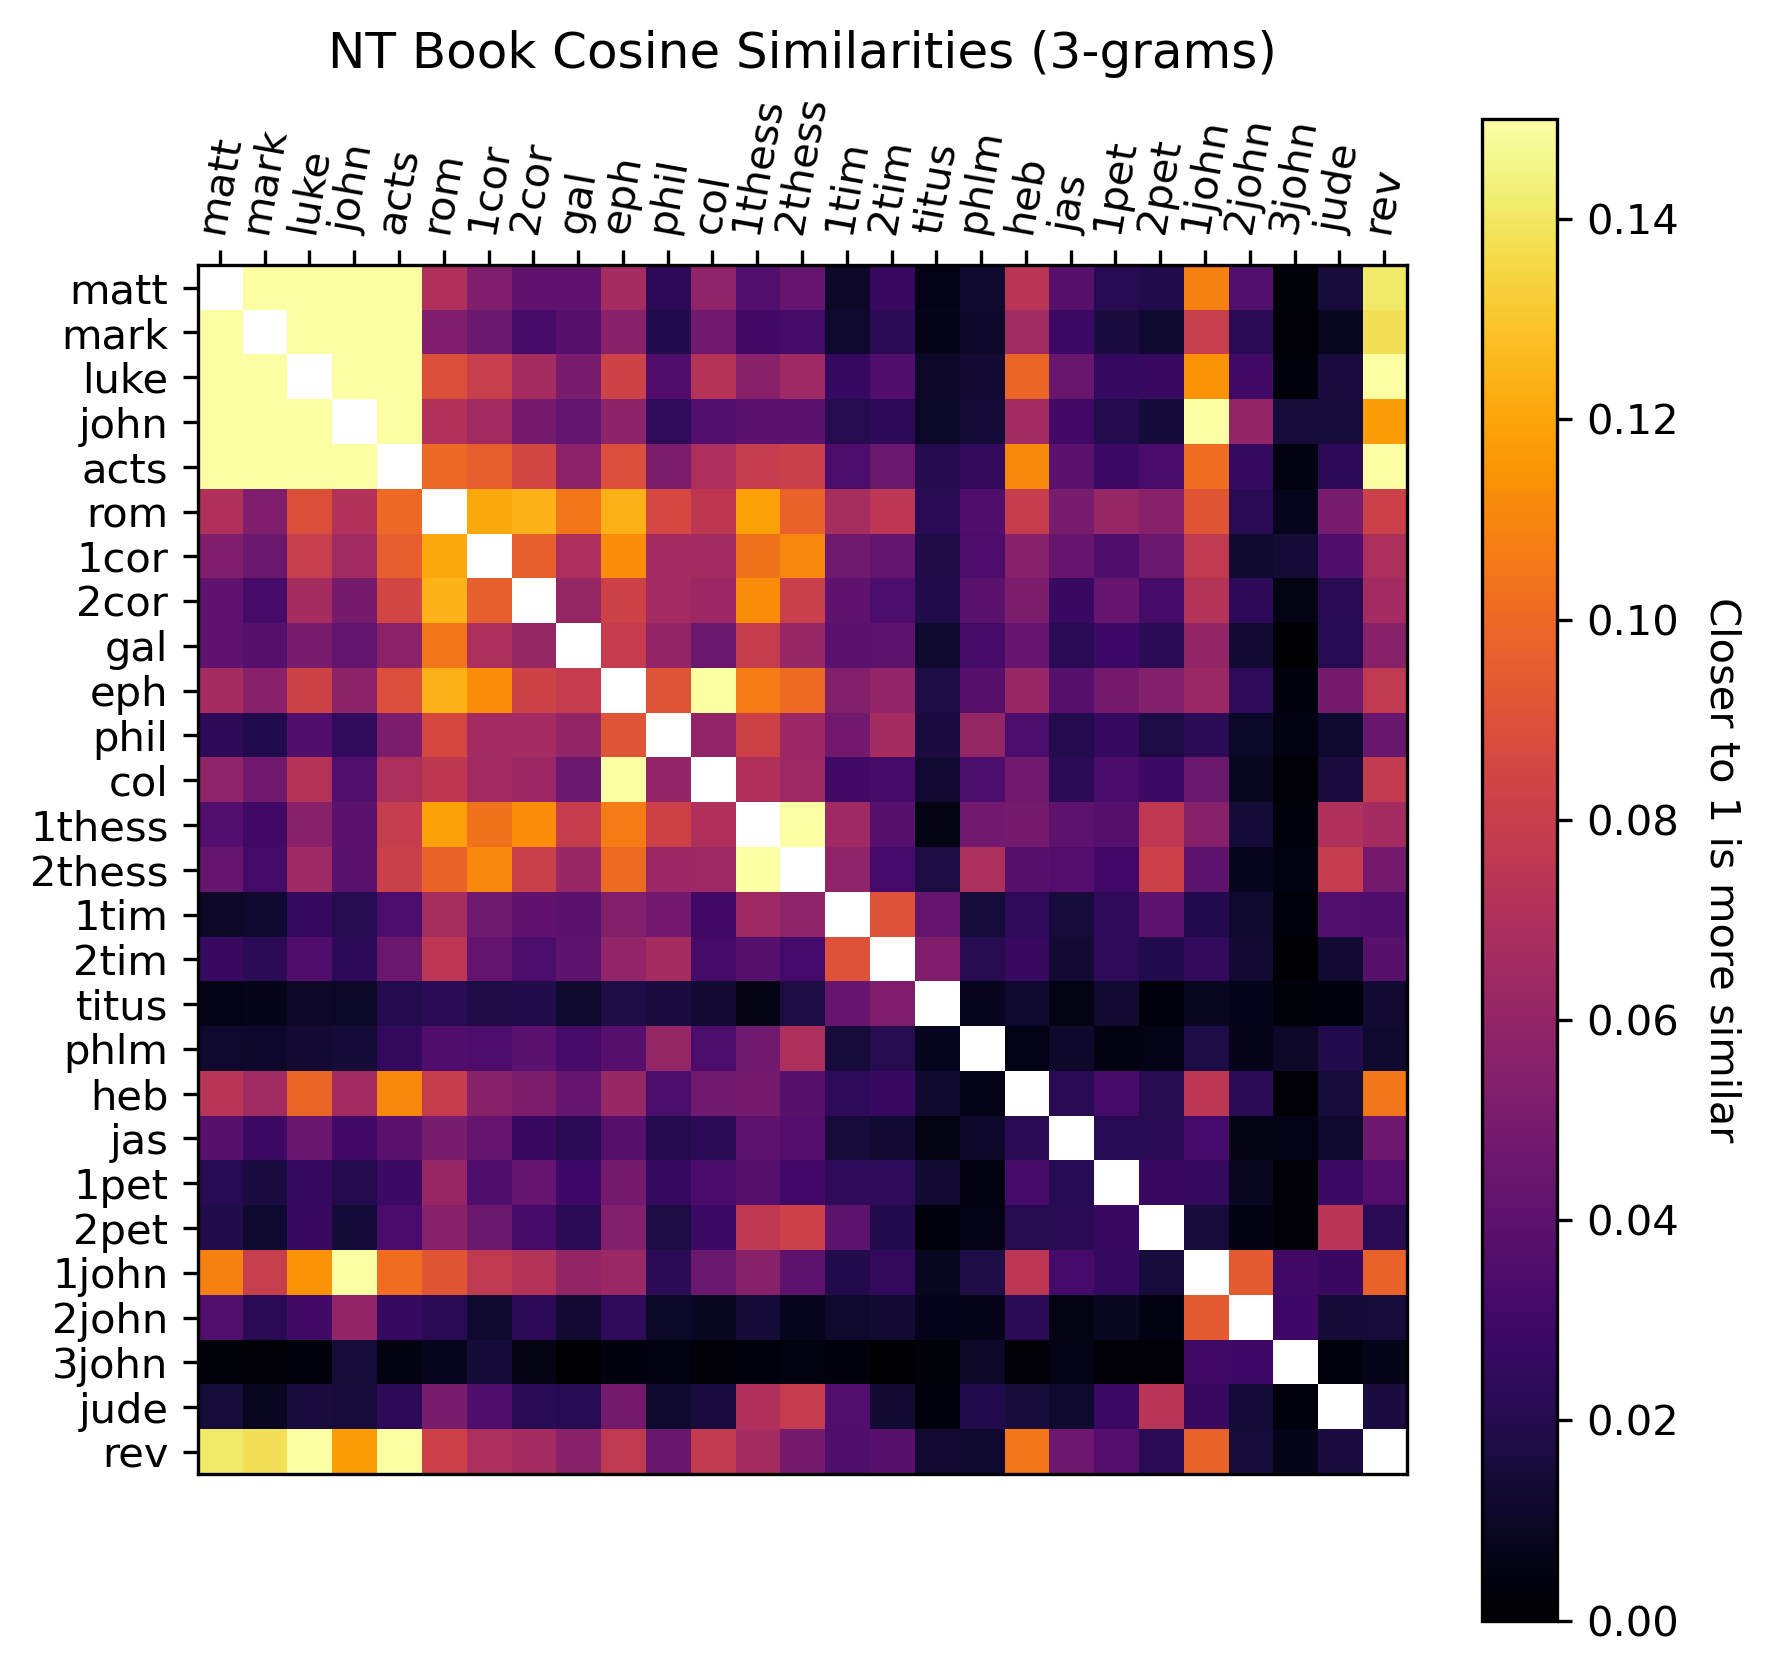 NT Book Cosine Similarities (3-grams)
matt
mark
luke
john
acts
rom
1cor
2cor
gal
eph
phil
col
1thess
2thess
1tim
2tim
titus
phlm
heb
jas
1pet
2pet
1john
2john
3john
jude
rev
matt
mark
luke
john
acts
rom
1cor
2cor
gal
eph
phil
col
1thess
2thess
1tim
2tim
titus
phlm
heb
jas
1pet
2pet
1john
2john
3john
jude
rev
0.14
0.12
0.10
0.08
0.06
0.04
0.02
0.00
Closer to 1 is more similar